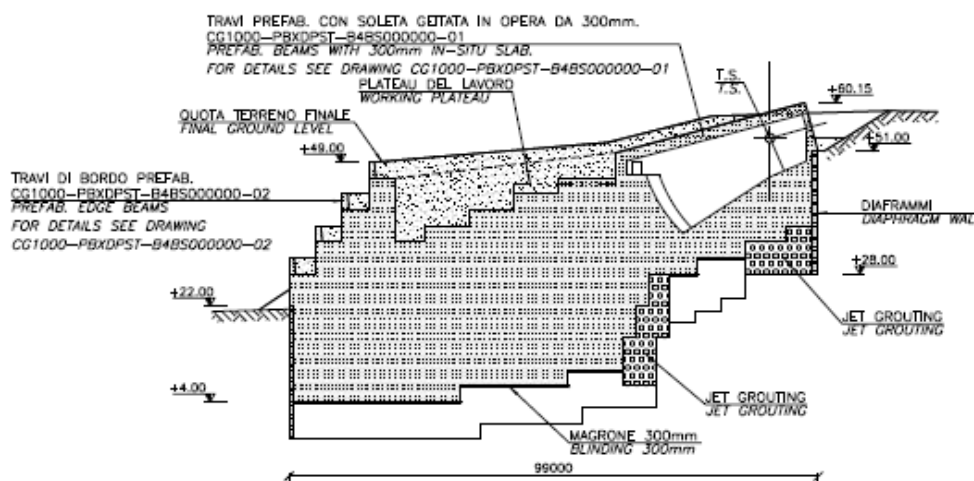 TRAVI PREFAB. CON SOLETA GETTATA IN OPERA DA 300mm.
CG1000-PBXDPST-B4BS000000-01
PREFAB. BEAMS WITH 300mm IN-SITU SLAB.
FOR DETAILS SEE DRAWING CG1000-PBXDPST-B4BS000000-01
PLATEAU DEL LAVORO
WORKING PLATEAU
T.S.
T.S.
+60.15
QUOTA TERRENO FINALE
FINAL GROUND LEVEL
+49.00
+51.00
TRAVI DI BORDO PREFAB.
CG1000-PBXDPST-B4BS000000-02
PREFAB. EDGE BEAMS
FOR DETAILS SEE DRAWING
CG1000-PBXDPST-B4BS000000-02
DIAFRAMMI
DIAPHRAGM WAL
+28.00
+22.00
JET GROUTING
JET GROUTING
+4.00
JET GROUTING
JET GROUTING
MAGRONE 300mm
BLINDING 300mm
99000